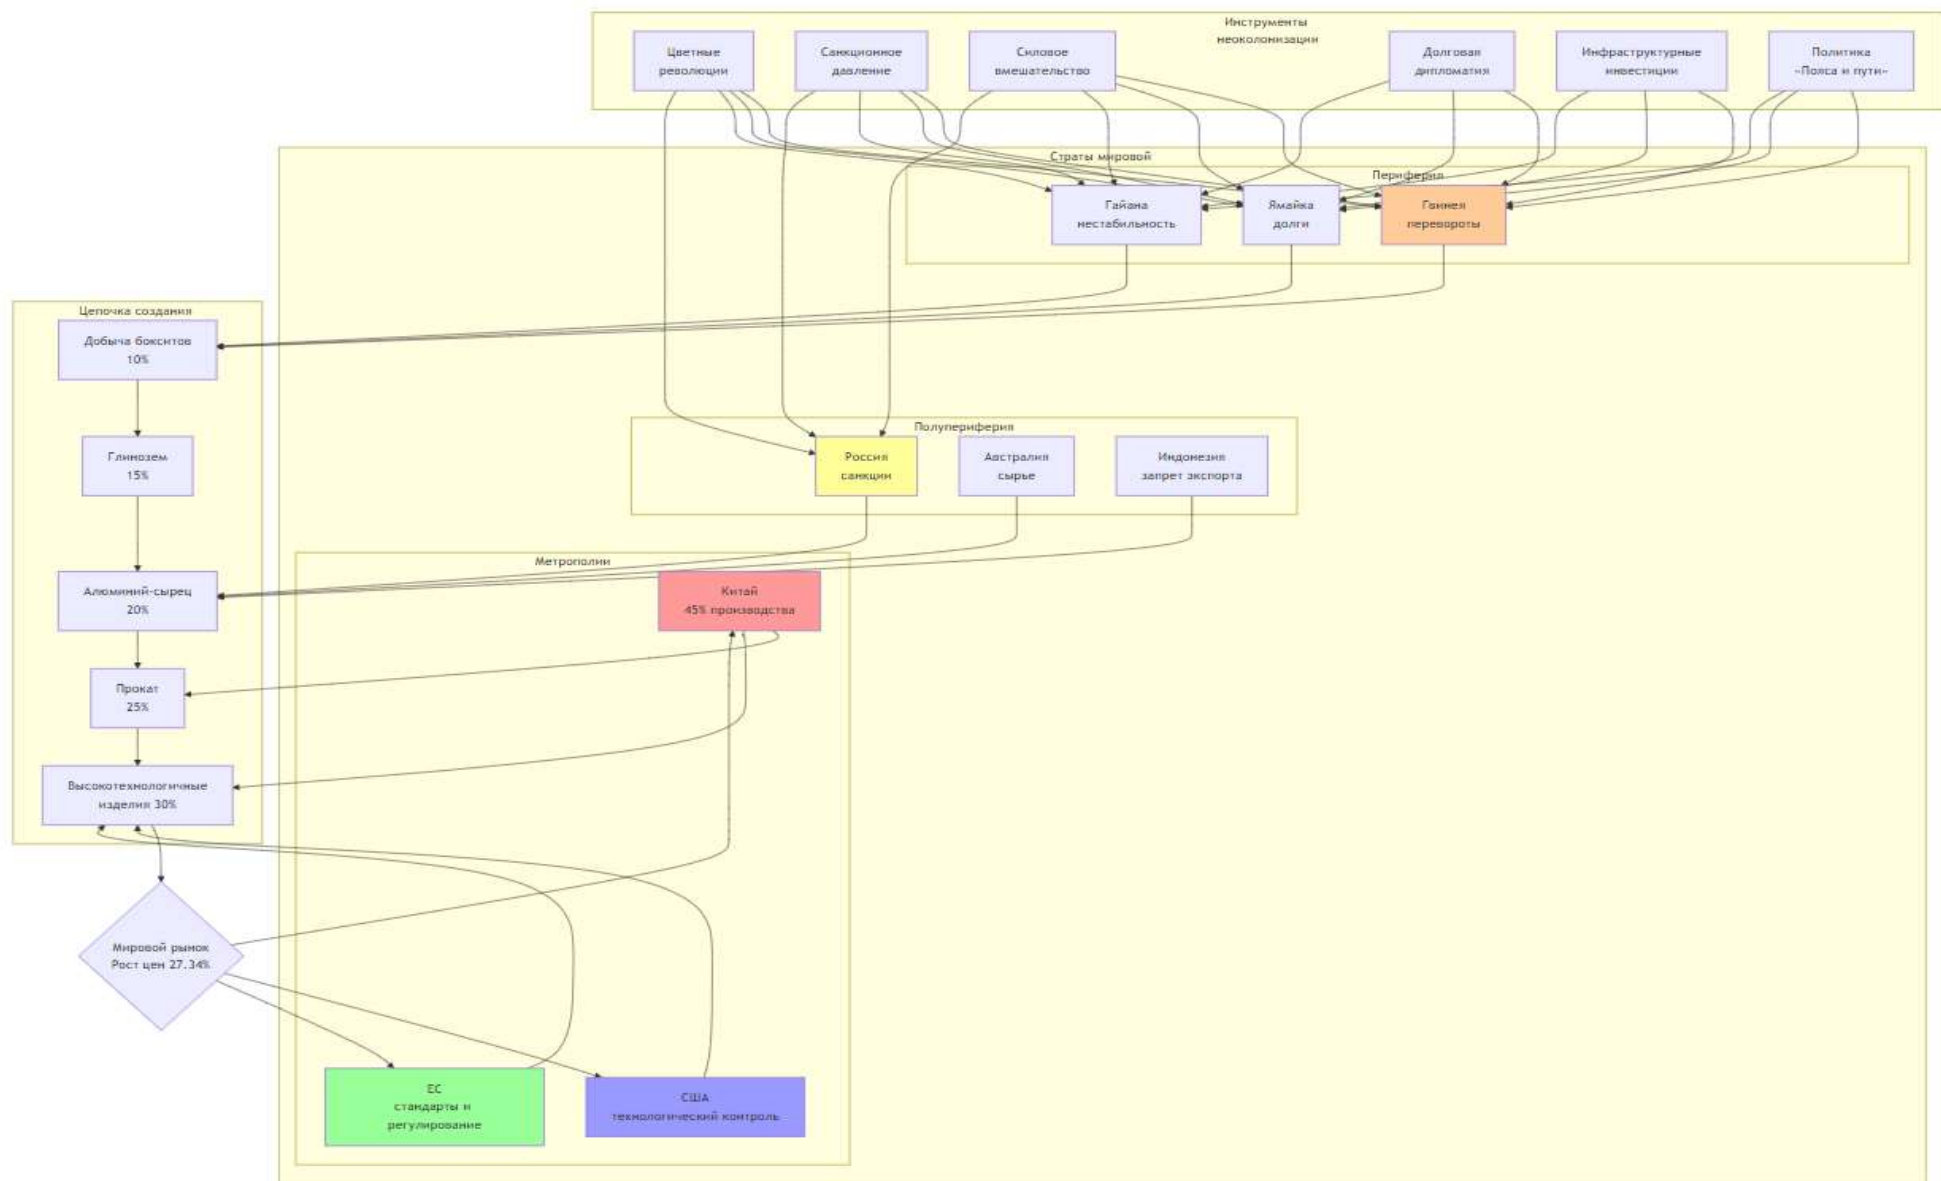 Инструменты
неоколонизации
Цветные
революции
Санкционное
давление
Силовое
вмешательство
Долговая
дипломатия
Инфраструктурные
инвестиции
Политика
«Пояса и пути»
Страты мировой
Периферия
Гайана
нестабильность
Ямайка
долги
Гвинея
перевороты
Цепочка создания
Добыча бокситов
10%
Глинозем
15%
Алюминий-сырец
20%
Прокат
25%
Высокотехнологичные
изделия 30%
Мировой рынок
Рост цен 27.34%
Полупериферия
Россия
санкции
Австралия
сырье
Индонезия
запрет экспорта
Метрополии
Китай
45% производства
ЕС
стандарты и
регулирование
США
технологический контроль